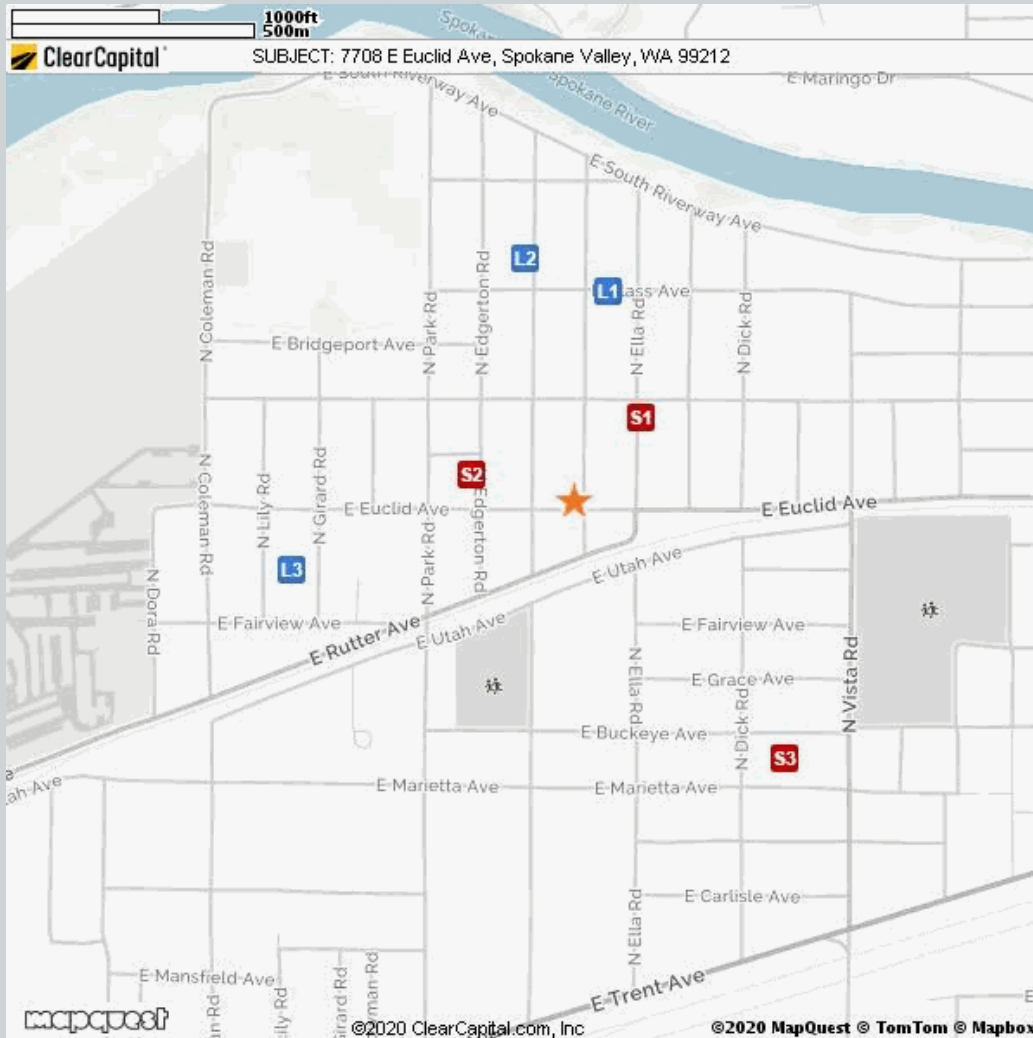 1000ft
500m
ClearCapital
SUBJECT: 7708 E Euclid Ave, Spokane Valley, WA 99212
E South Riverway Ave
Spokane River
E Maringo Dr
E South Riverway Ave
N Coleman Rd
L2
N Edgerton Rd
L1
N Park Rd
N Ella Rd
N Dick Rd
E Bridgeport Ave
S1
S2
N Coleman Rd
N Lily Rd
N Girard Rd
E Euclid Ave
Edgerton Rd
E Euclid Ave
N Park Rd
L3
E Utah Ave
N Dora Rd
E Fairview Ave
E Rutter Ave
E Utah Ave
E Fairview Ave
N Ella Rd
E Grace Ave
N Vista Rd
N Dick Rd
E Buckeye Ave
S3
E Marietta Ave
E Marietta Ave
E Carlisle Ave
N Ella Rd
E Mansfield Ave
E Trent Ave
mapquest
©2020 ClearCapital.com, Inc
©2020 MapQuest © TomTom © Mapbox